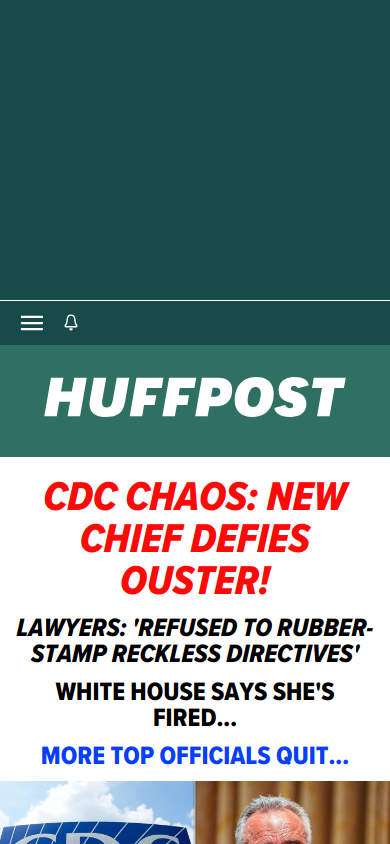 HUFFPOST
CDC CHAOS: NEW
CHIEF DEFIES
OUSTER!
LAWYERS: 'REFUSED TO RUBBER-
STAMP RECKLESS DIRECTIVES'
WHITE HOUSE SAYS SHE'S
FIRED...
MORE TOP OFFICIALS QUIT...
CDC